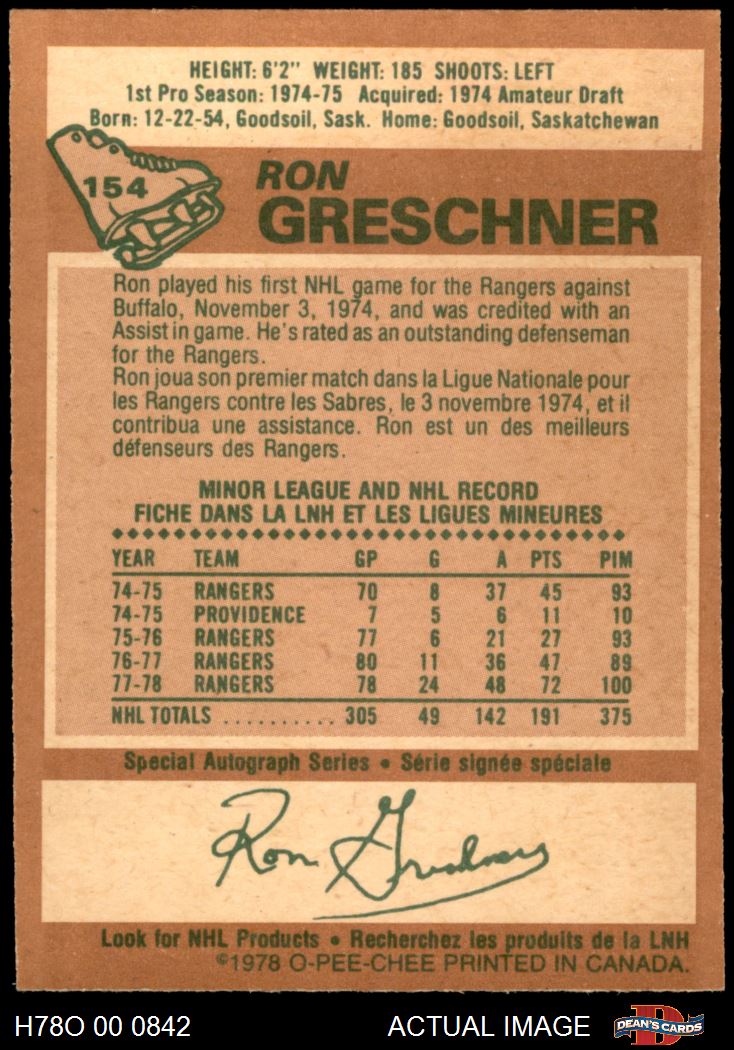 HEIGHT: 6'2" WEIGHT: 185 SHOOTS: LEFT
1st Pro Season: 1974-75 Acquired: 1974 Amateur Draft
Born: 12-22-54, Goodsoil, Sask. Home: Goodsoil, Saskatchewan
154
RON
GRESCHNER
Ron played his first NHL game for the Rangers against
Buffalo, November 3, 1974, and was credited with an
Assist in game. He's rated as an outstanding defenseman
for the Rangers.
Ron joua son premier match dans la Ligue Nationale pour
les Rangers contre les Sabres, le 3 novembre 1974, et il
contribua une assistance. Ron est un des meilleurs
défenseurs des Rangers.
MINOR LEAGUE AND NHL RECORD
FICHE DANS LA LNH ET LES LIGUES MINEURES
YEAR TEAM GP G A PTS PIM
74-75 RANGERS 70 8 37 45 93
74-75 PROVIDENCE 7 5 6 11 10
75-76 RANGERS 77 6 21 27 93
76-77 RANGERS 80 11 36 47 89
77-78 RANGERS 78 24 48 72 100
NHL TOTALS .......... 305 49 142 191 375
Special Autograph Series • Série signée spéciale
Ron Greschner
Look for NHL Products • Recherchez les produits de la LNH
©1978 O-PEE-CHEE PRINTED IN CANADA.
H78O 00 0842 ACTUAL IMAGE D DEAN'S CARDS